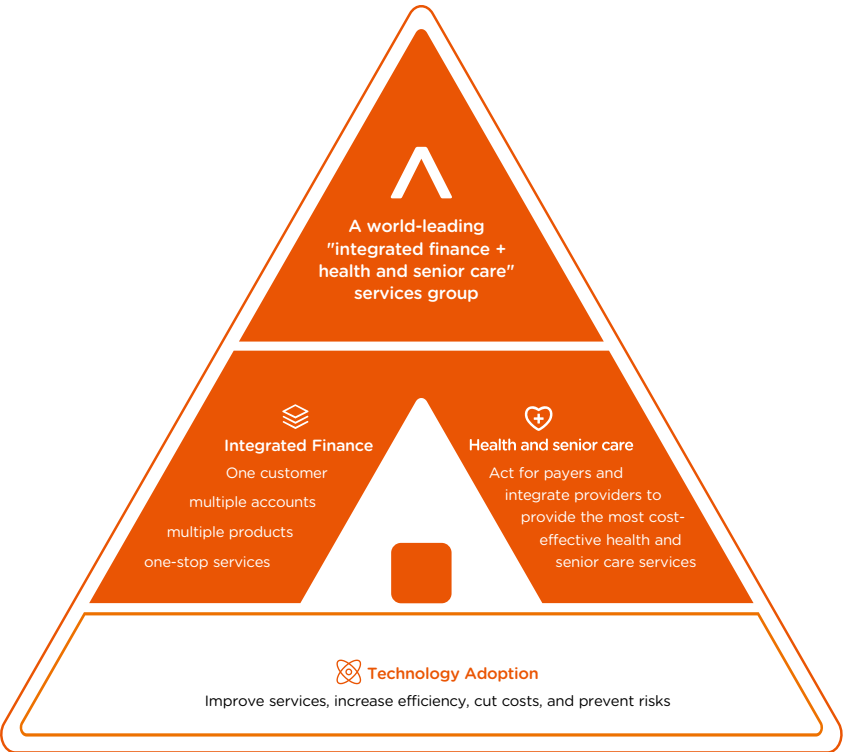 A world-leading
"integrated finance +
health and senior care"
services group
Integrated Finance
One customer
multiple accounts
multiple products
one-stop services
Health and senior care
Act for payers and
integrate providers to
provide the most cost-
effective health and
senior care services
Technology Adoption
Improve services, increase efficiency, cut costs, and prevent risks